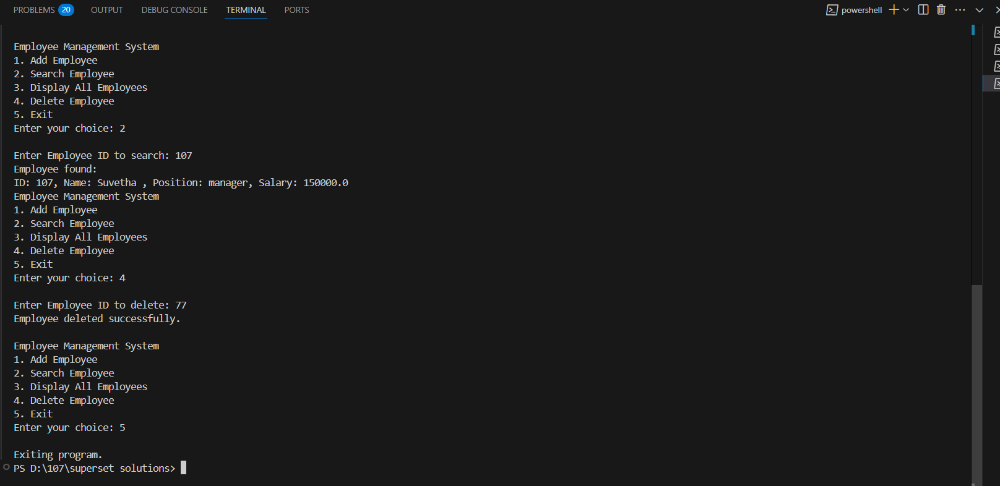 PROBLEMS 20 OUTPUT DEBUG CONSOLE TERMINAL PORTS powershell
Employee Management System
1. Add Employee
2. Search Employee
3. Display All Employees
4. Delete Employee
5. Exit
Enter your choice: 2
Enter Employee ID to search: 107
Employee found:
ID: 107, Name: Suvetha , Position: manager, Salary: 150000.0
Employee Management System
1. Add Employee
2. Search Employee
3. Display All Employees
4. Delete Employee
5. Exit
Enter your choice: 4
Enter Employee ID to delete: 77
Employee deleted successfully.
Employee Management System
1. Add Employee
2. Search Employee
3. Display All Employees
4. Delete Employee
5. Exit
Enter your choice: 5
Exiting program.
PS D:\107\superset solutions>